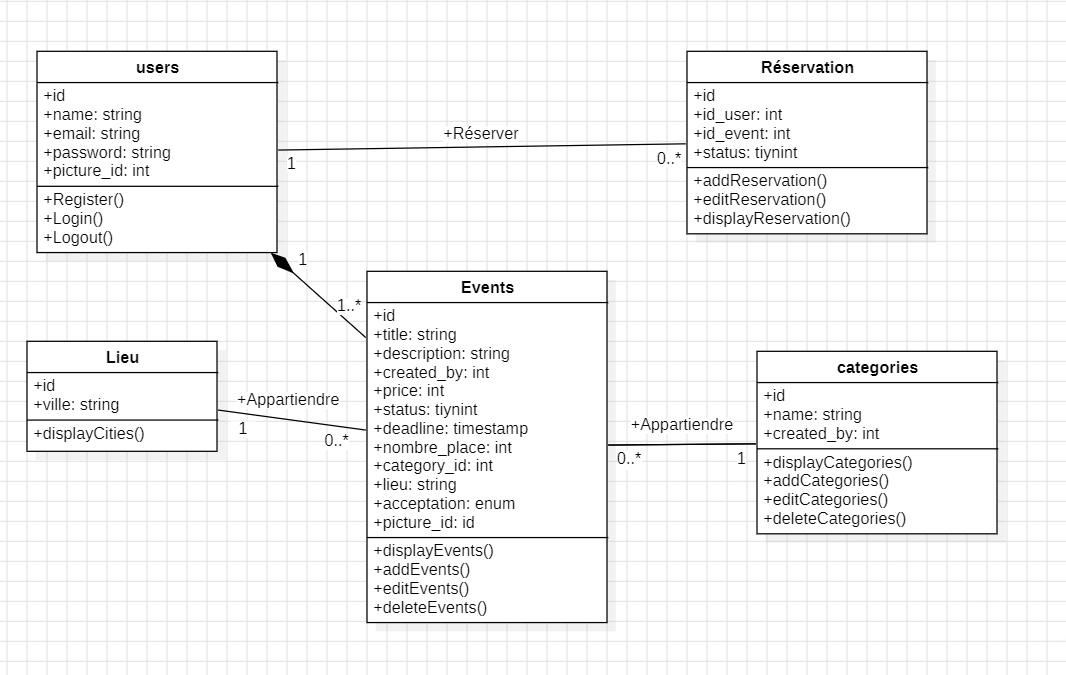 users
+id
+name: string
+email: string
+password: string
+picture_id: int
+Register()
+Login()
+Logout()
+Réserver
1
0..*
Réservation
+id
+id_user: int
+id_event: int
+status: tiynint
+addReservation()
+editReservation()
+displayReservation()
1
1..*
Events
+id
+title: string
+description: string
+created_by: int
+price: int
+status: tiynint
+deadline: timestamp
+nombre_place: int
+category_id: int
+lieu: string
+acceptation: enum
+picture_id: id
+displayEvents()
+addEvents()
+editEvents()
+deleteEvents()
Lieu
+id
+ville: string
+displayCities()
+Appartiendre
1
0..*
+Appartiendre
0..*
1
categories
+id
+name: string
+created_by: int
+displayCategories()
+addCategories()
+editCategories()
+deleteCategories()